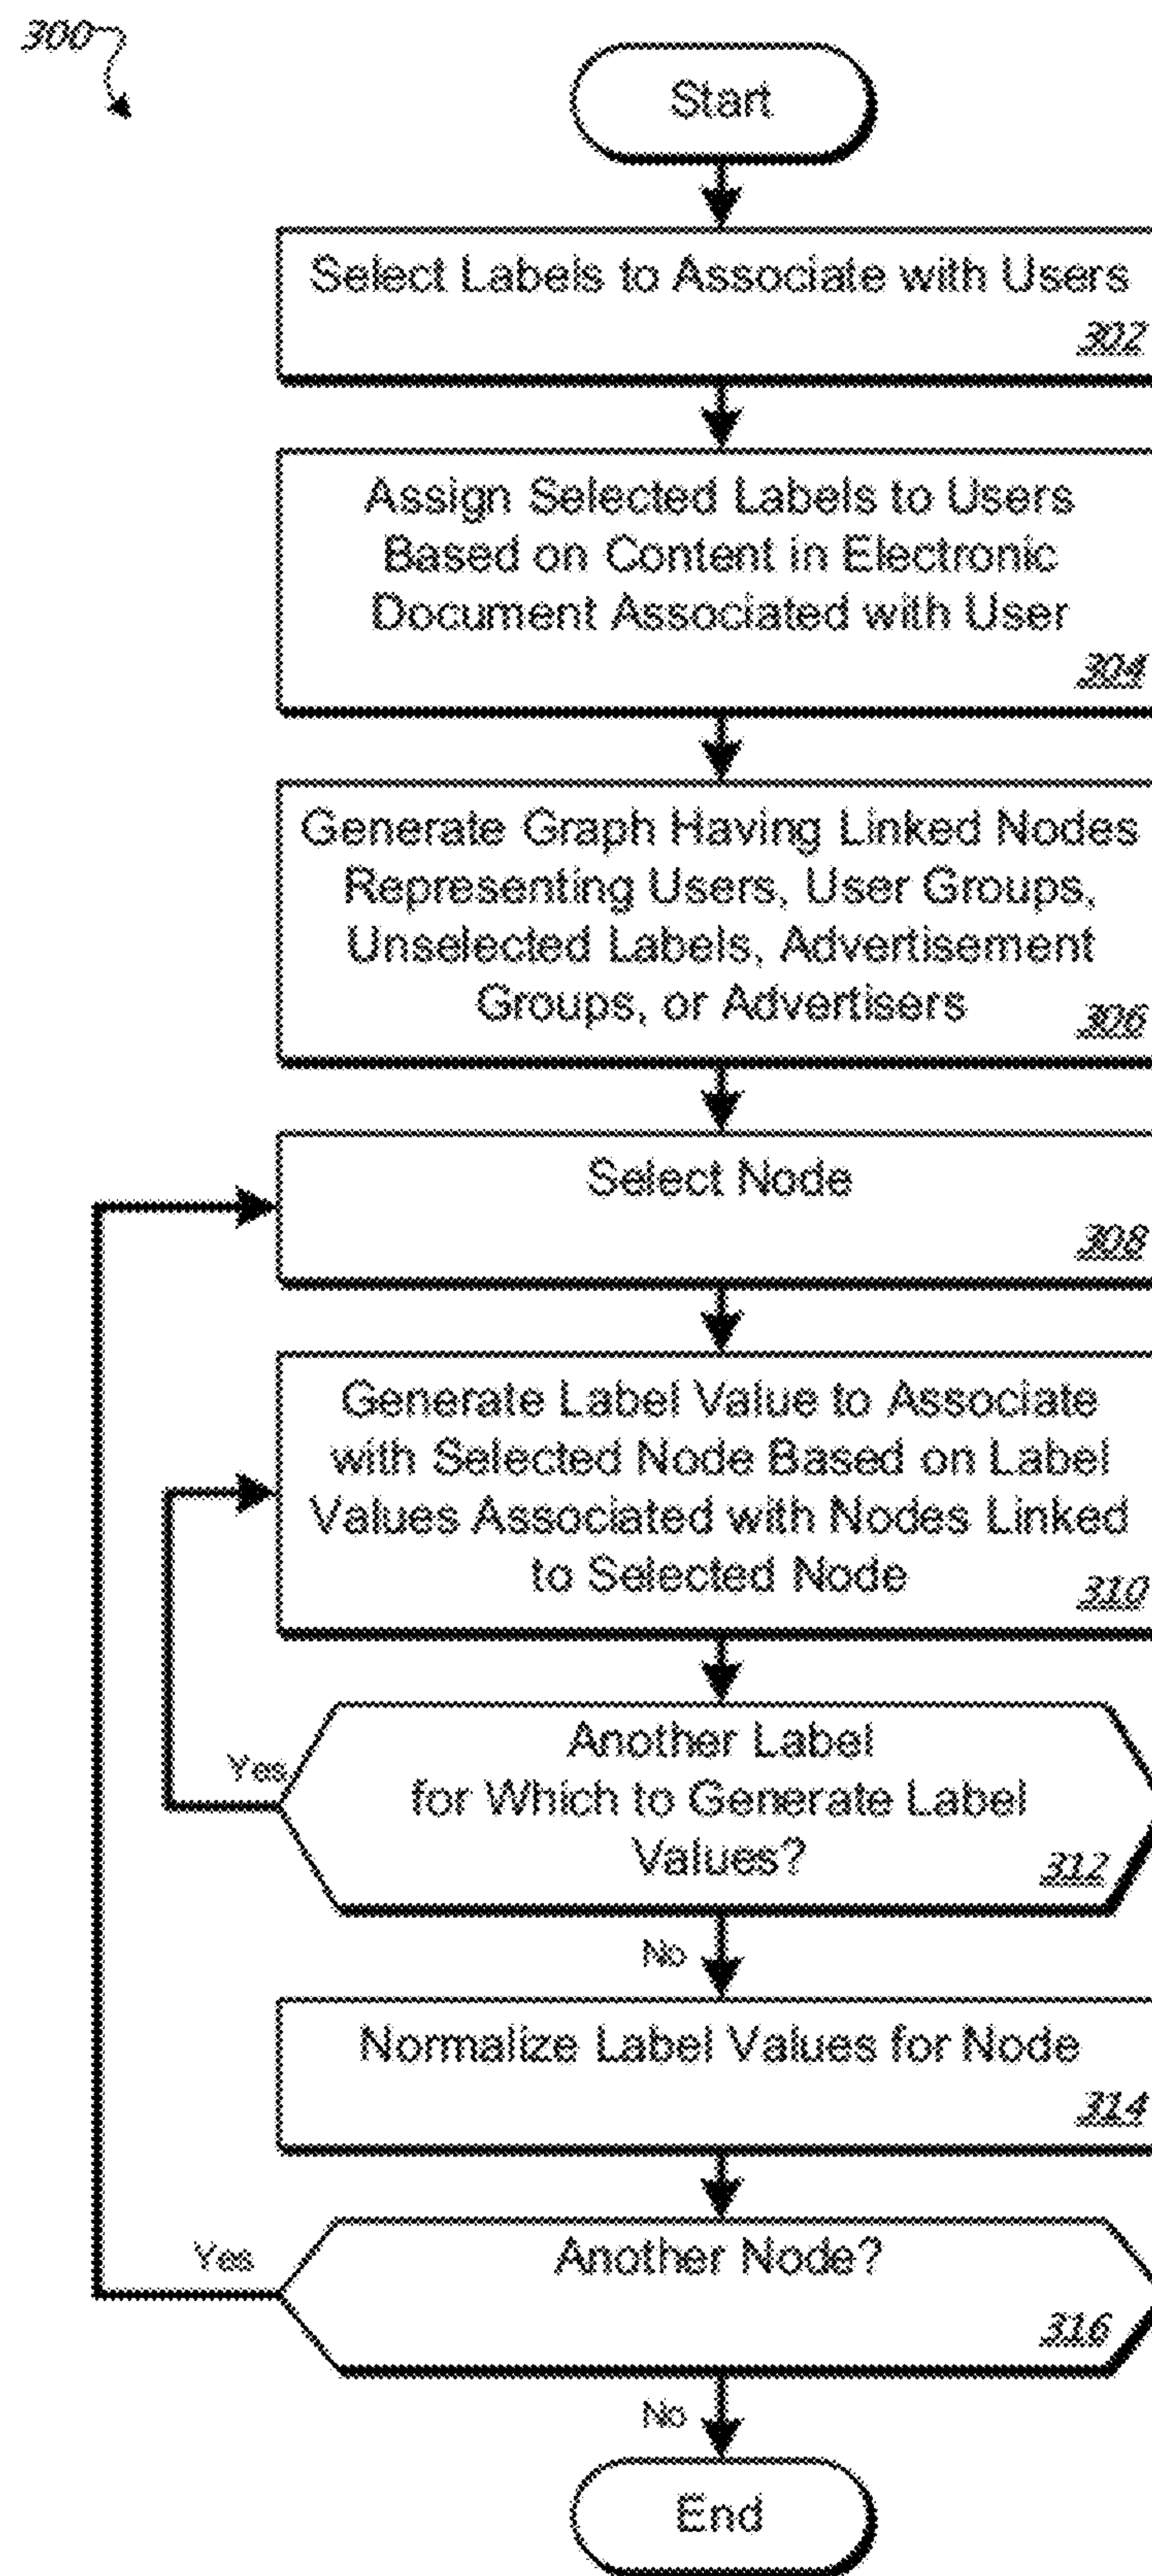 300
Start
Select Labels to Associate with Users
302
Assign Selected Labels to Users
Based on Content in Electronic
Document Associated with User
304
Generate Graph Having Linked Nodes
Representing Users, User Groups,
Unselected Labels, Advertisement
Groups, or Advertisers
306
Select Node
308
Generate Label Value to Associate
with Selected Node Based on Label
Values Associated with Nodes Linked
to Selected Node
310
Another Label
for Which to Generate Label
Values?
312
Yes
No
Normalize Label Values for Node
314
Another Node?
316
Yes
No
End